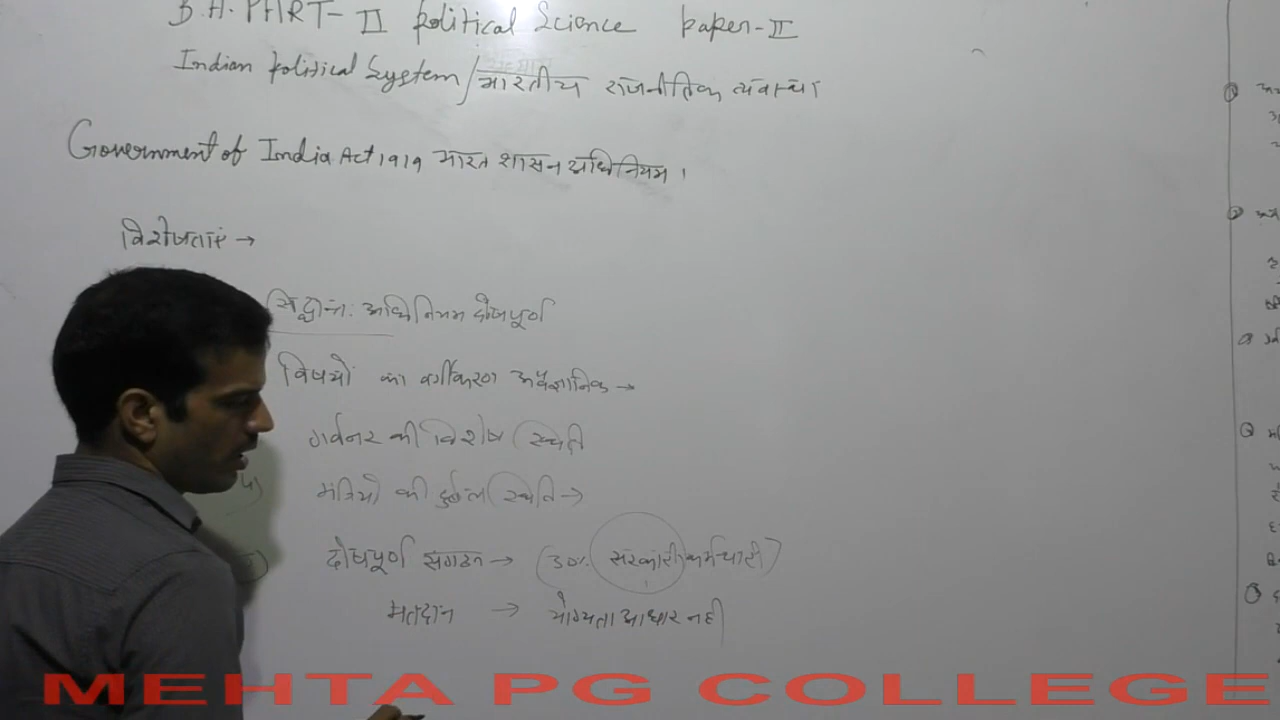 B.A. PART-II Political Science Paper-II
Indian Political System/भारतीय राजनीतिक व्यवस्था
Government of India Act 1919 भारत शासन अधिनियम।
विशेषताएं →
सिद्धान्त: अधिनियम दोषपूर्ण
विषयों का वर्गीकरण अवैज्ञानिक →
गर्वनर की विशेष स्थिति
मंत्रियों की दुर्बल स्थिति →
दोषपूर्ण संगठन → (30% सरकारी कर्मचारी)
मतदान → योग्यता आधार नही
MEHTA PG COLLEGE